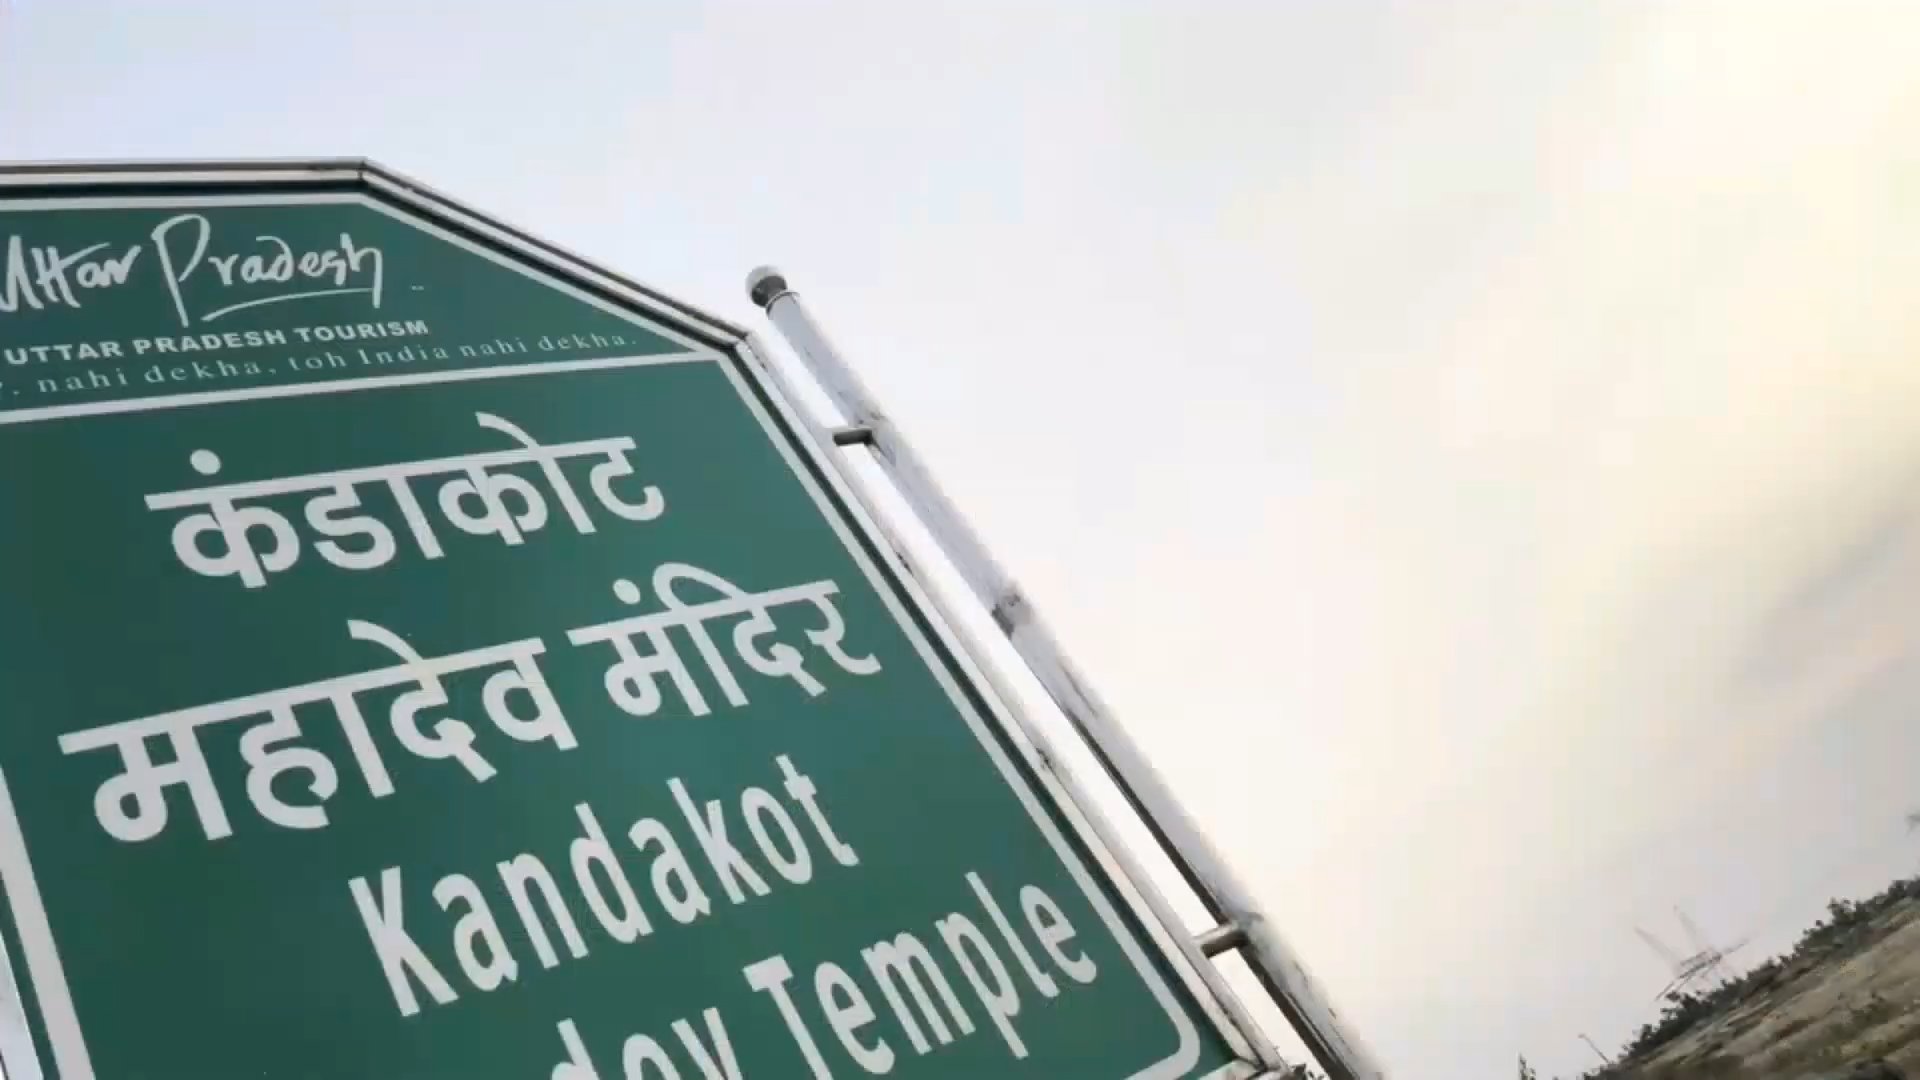 Uttar Pradesh
UTTAR PRADESH TOURISM
nahi dekha, toh India nahi dekha.
कंडाकोट
महादेव मंदिर
Kandakot
Temple